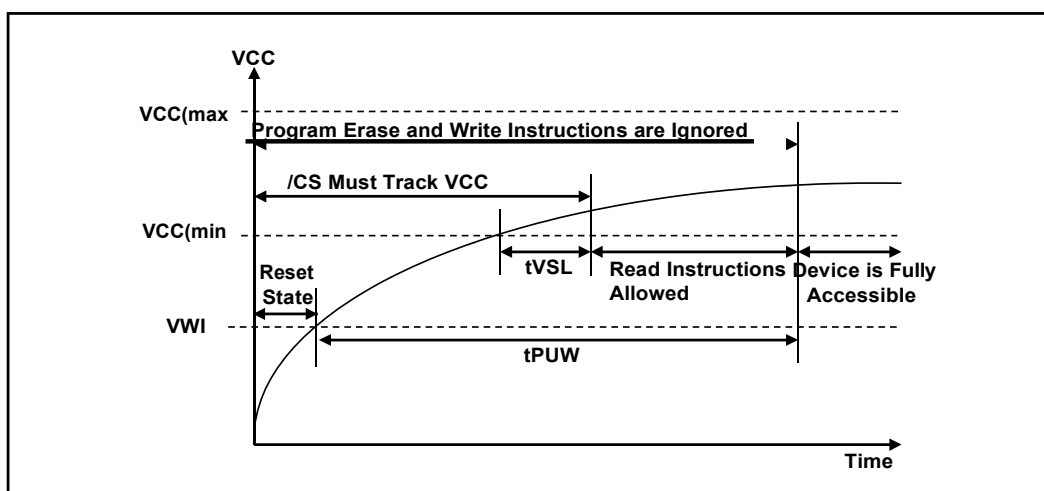 VCC
VCC(max
Program Erase and Write Instructions are Ignored
/CS Must Track VCC
VCC(min
tVSL
Read Instructions
Allowed
Device is Fully
Accessible
Reset
State
VWI
tPUW
Time